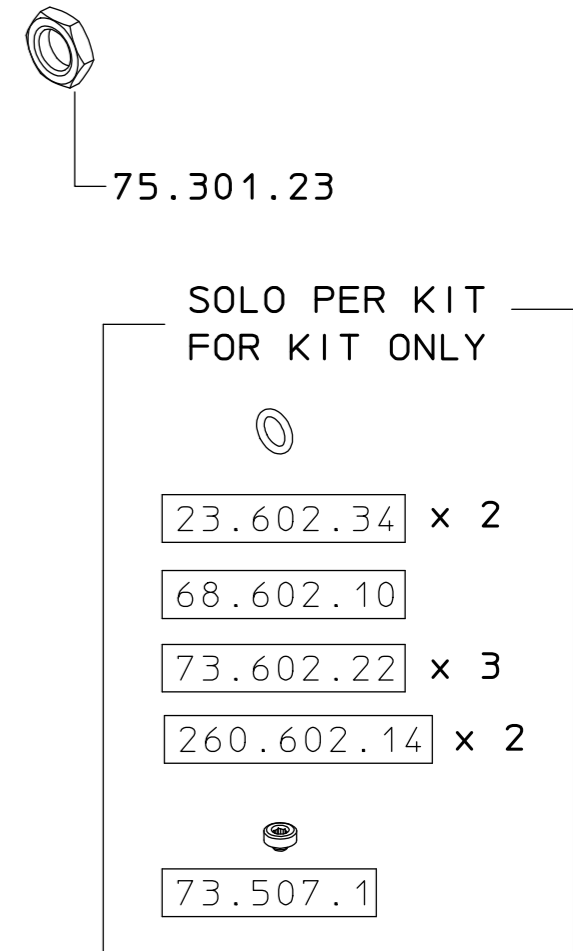 75.301.23
SOLO PER KIT
FOR KIT ONLY
23.602.34 x 2
68.602.10
73.602.22 x 3
260.602.14 x 2
73.507.1